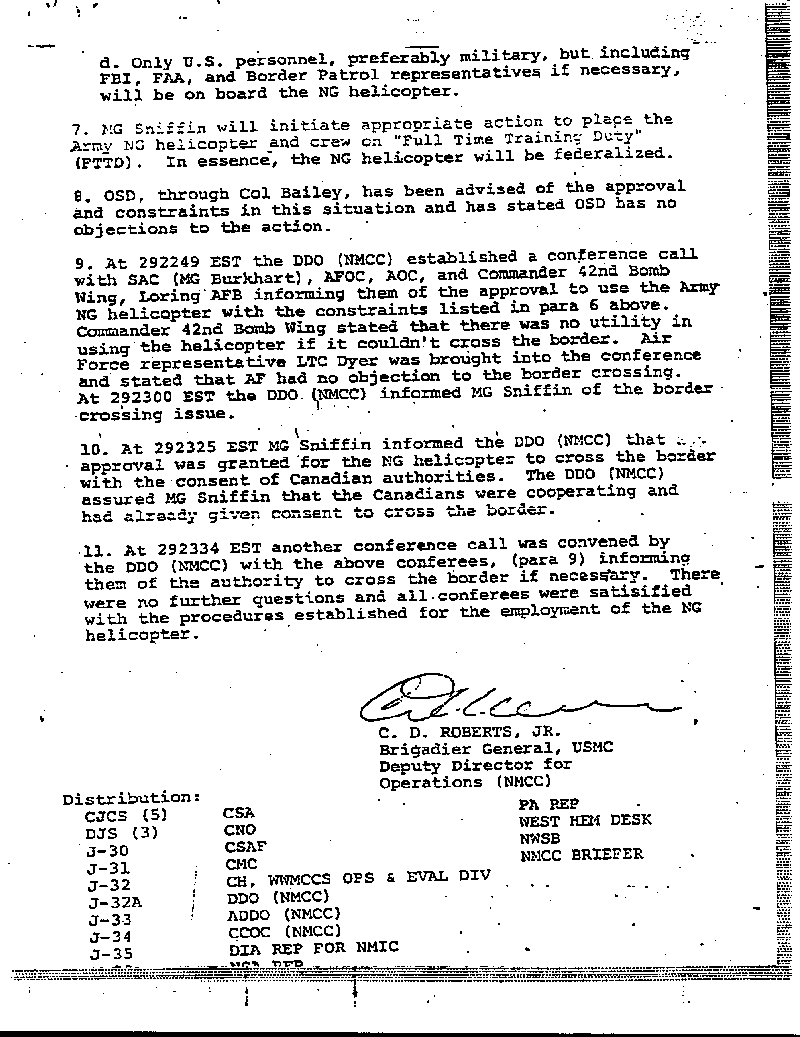 d. Only U.S. personnel, preferably military, but including
FBI, FAA, and Border Patrol representatives if necessary,
will be on board the NG helicopter.
7. MG Sniffin will initiate appropriate action to place the
Army NG helicopter and crew on "Full Time Training Duty"
(FTTD). In essence, the NG helicopter will be federalized.
8. OSD, through Col Bailey, has been advised of the approval
and constraints in this situation and has stated OSD has no
objections to the action.
9. At 292249 EST the DDO (NMCC) established a conference call
with SAC (MG Burkhart), AFOC, AOC, and Commander 42nd Bomb
Wing, Loring AFB informing them of the approval to use the Army
NG helicopter with the constraints listed in para 6 above.
Commander 42nd Bomb Wing stated that there was no utility in
using the helicopter if it couldn't cross the border. Air
Force representative LTC Dyer was brought into the conference
and stated that AF had no objection to the border crossing.
At 292300 EST the DDO (NMCC) informed MG Sniffin of the border
crossing issue.
10. At 292325 EST MG Sniffin informed the DDO (NMCC) that
approval was granted for the NG helicopter to cross the border
with the consent of Canadian authorities. The DDO (NMCC)
assured MG Sniffin that the Canadians were cooperating and
had already given consent to cross the border.
11. At 292334 EST another conference call was convened by
the DDO (NMCC) with the above conferees, (para 9) informing
them of the authority to cross the border if necessary. There
were no further questions and all conferees were satisified
with the procedures established for the employment of the NG
helicopter.
C. D. ROBERTS, JR.
Brigadier General, USMC
Deputy Director for
Operations (NMCC)
Distribution:
CJCS (5)
DJS (3)
J-30
J-31
J-32
J-32A
J-33
J-34
J-35
CSA
CNO
CSAF
CMC
CH, WWMCCS OPS & EVAL DIV
DDO (NMCC)
ADDO (NMCC)
CCOC (NMCC)
DIA REP FOR NMIC
PA REP
WEST HEM DESK
NWSB
NMCC BRIEFER